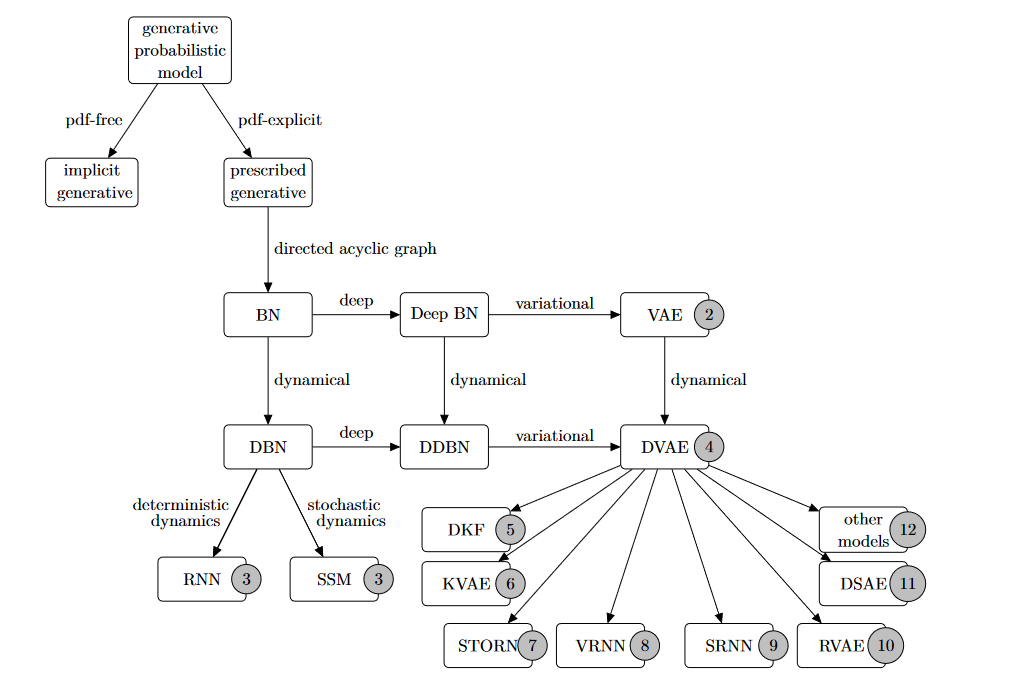 generative
probabilistic
model
pdf-free
pdf-explicit
implicit
generative
prescribed
generative
directed acyclic graph
BN
deep
Deep BN
variational
VAE 2
dynamical
dynamical
dynamical
DBN
deep
DDBN
variational
DVAE 4
deterministic
dynamics
stochastic
dynamics
RNN 3
SSM 3
DKF 5
KVAE 6
STORN 7
VRNN 8
SRNN 9
RVAE 10
DSAE 11
other
models 12